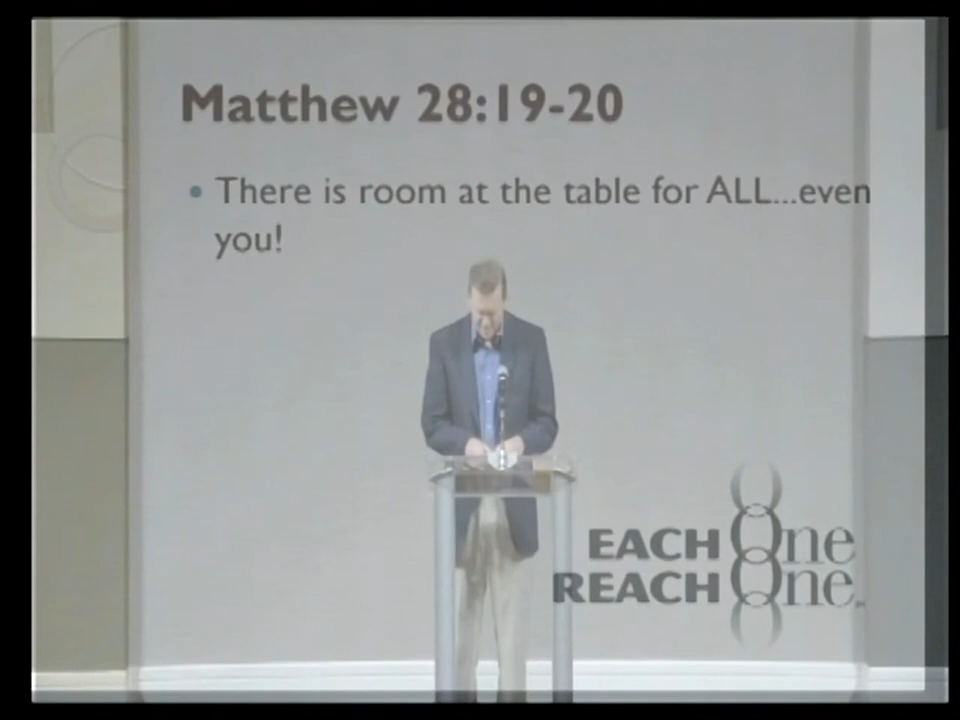 Matthew 28:19-20
• There is room at the table for ALL...even
you!
EACH One
REACH One